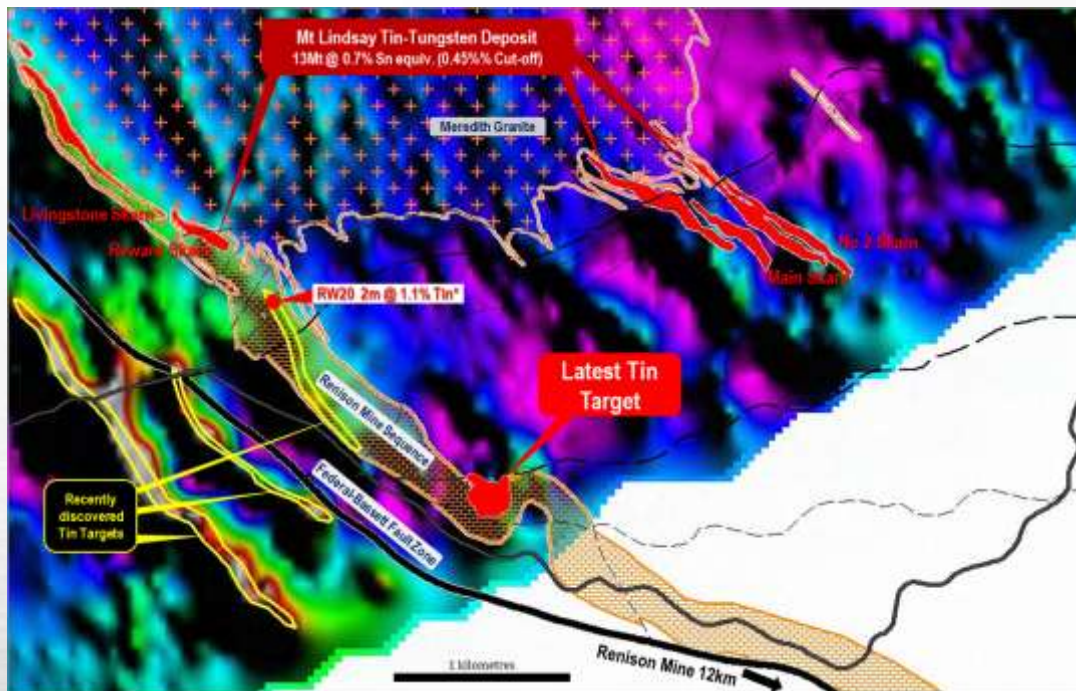 Mt Lindsay Tin-Tungsten Deposit
13Mt @ 0.7% Sn equiv. (0.45%% Cut-off)
Meredith Granite
Livingstone Skarn
Reward Skarn
No 2 Skarn
Main Skarn
RW20 2m @ 1.1% Tin*
Latest Tin
Target
Renison Mine Sequence
Federal-Bassett Fault Zone
Recently
discovered
Tin Targets
1 kilometres
Renison Mine 12km